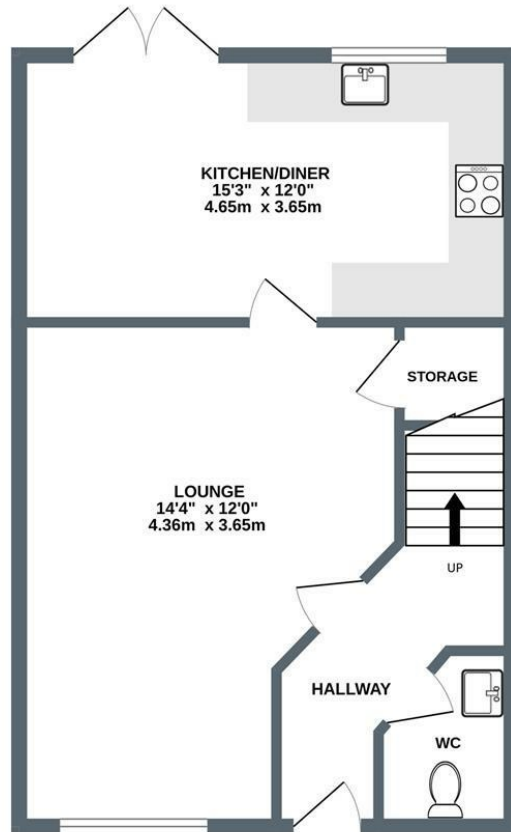 KITCHEN/DINER
15'3" x 12'0"
4.65m x 3.65m
STORAGE
LOUNGE
14'4" x 12'0"
4.36m x 3.65m
UP
HALLWAY
WC